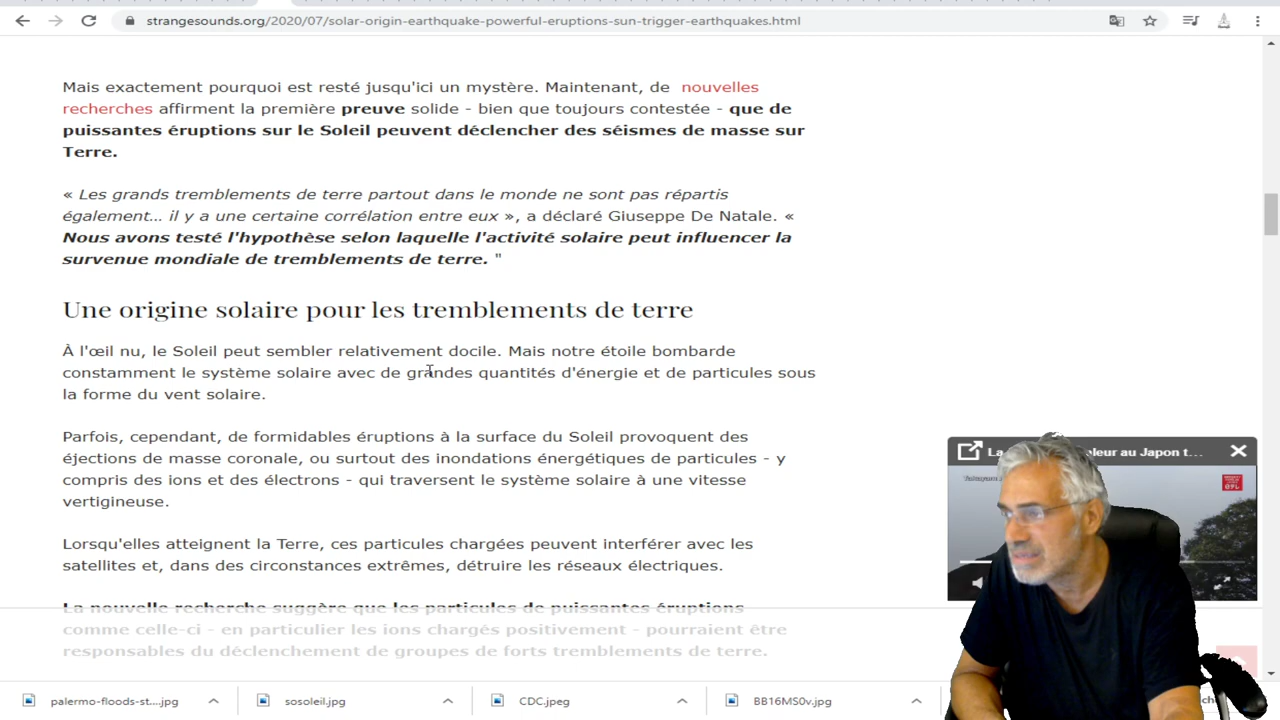 strangesounds.org/2020/07/solar-origin-earthquake-powerful-eruptions-sun-trigger-earthquakes.html
Mais exactement pourquoi est resté jusqu'ici un mystère. Maintenant, de nouvelles
recherches affirment la première preuve solide - bien que toujours contestée - que de
puissantes éruptions sur le Soleil peuvent déclencher des séismes de masse sur
Terre.
« Les grands tremblements de terre partout dans le monde ne sont pas répartis
également... il y a une certaine corrélation entre eux », a déclaré Giuseppe De Natale. «
Nous avons testé l'hypothèse selon laquelle l'activité solaire peut influencer la
survenue mondiale de tremblements de terre. "
Une origine solaire pour les tremblements de terre
À l'œil nu, le Soleil peut sembler relativement docile. Mais notre étoile bombarde
constamment le système solaire avec de grandes quantités d'énergie et de particules sous
la forme du vent solaire.
Parfois, cependant, de formidables éruptions à la surface du Soleil provoquent des
éjections de masse coronale, ou surtout des inondations énergétiques de particules - y
compris des ions et des électrons - qui traversent le système solaire à une vitesse
vertigineuse.
Lorsqu'elles atteignent la Terre, ces particules chargées peuvent interférer avec les
satellites et, dans des circonstances extrêmes, détruire les réseaux électriques.
La nouvelle recherche suggère que les particules de puissantes éruptions
comme celle-ci - en particulier les ions chargés positivement - pourraient être
responsables du déclenchement de groupes de forts tremblements de terre.
La aleur au Japon t...
palermo-floods-st....jpg
sosoleil.jpg
CDC.jpeg
BB16MS0v.jpg